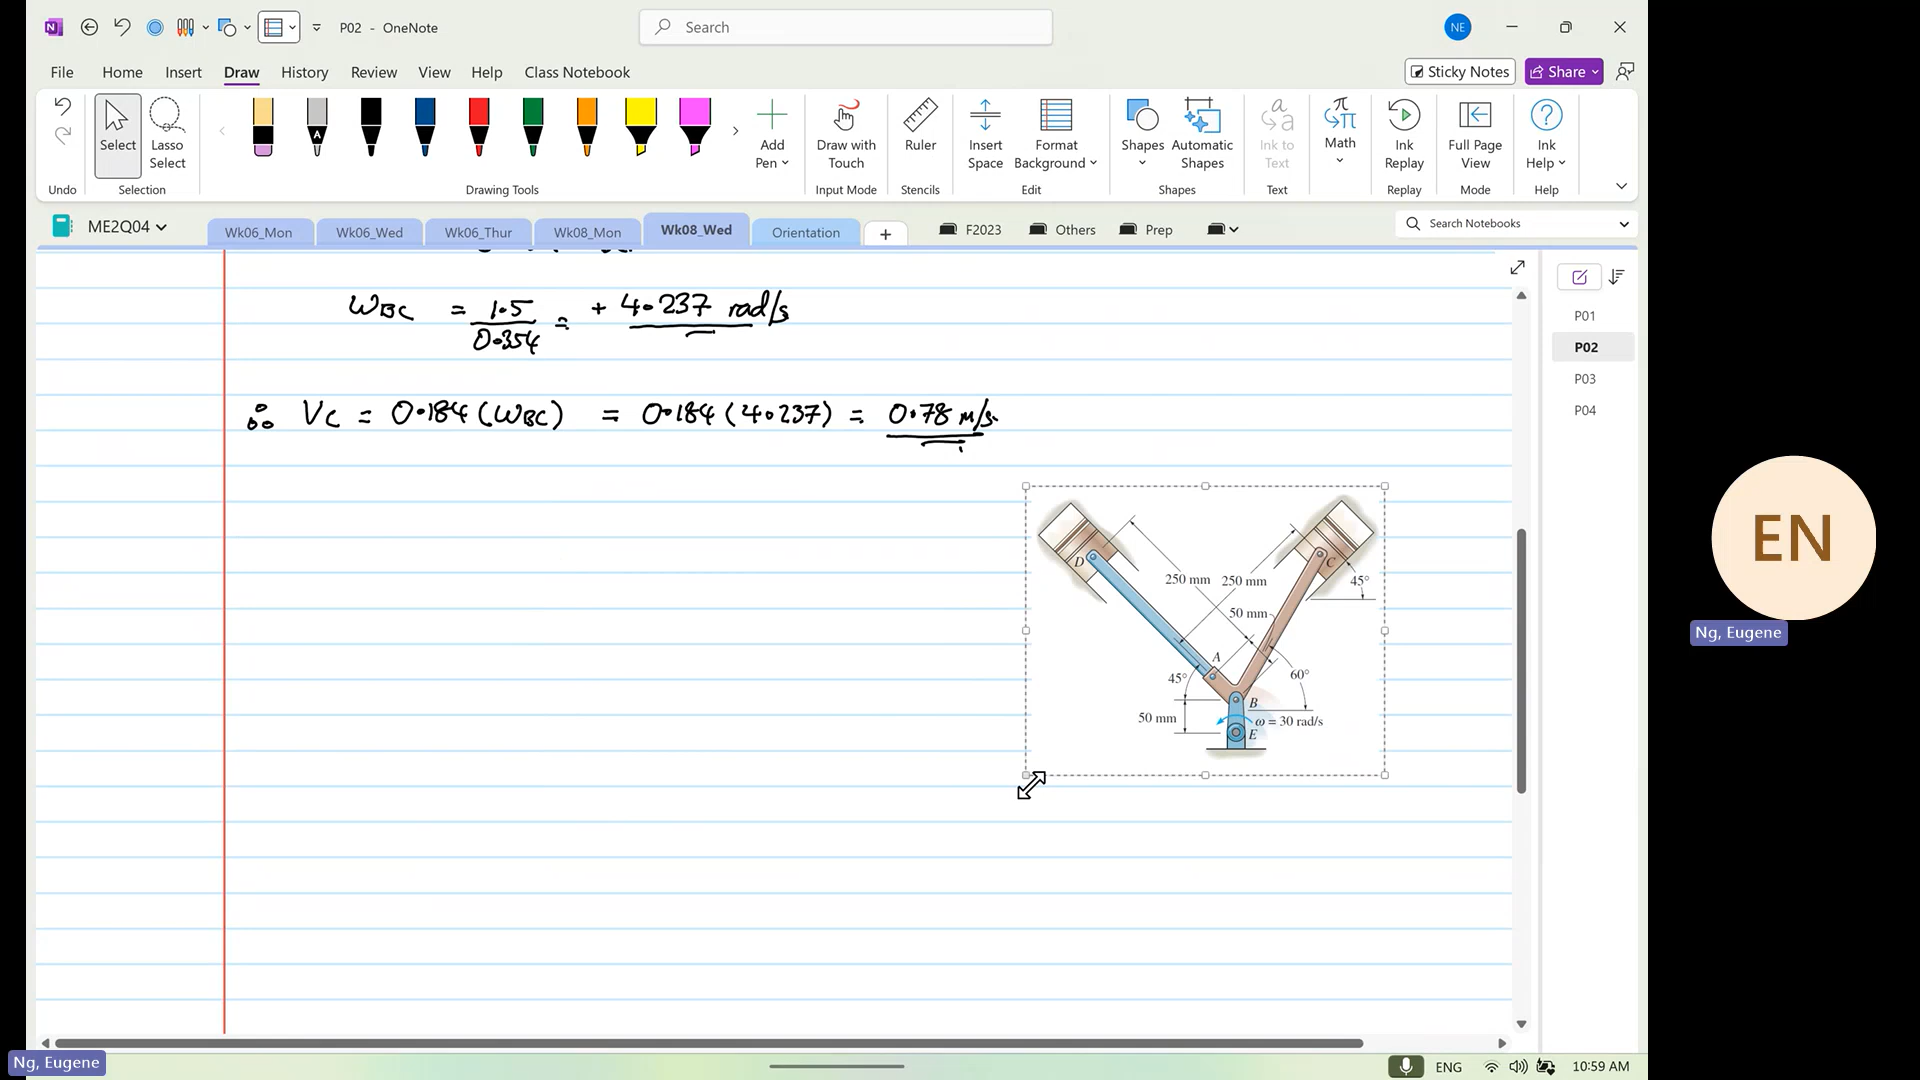 P02 - OneNote
Search
NE
File Home Insert Draw History Review View Help Class Notebook
Sticky Notes Share
Select
Lasso Select
Add Pen
Draw with Touch
Ruler
Insert Space
Format Background
Shapes
Automatic Shapes
Ink to Text
Math
Ink Replay
Full Page View
Ink Help
Undo Selection Drawing Tools Input Mode Stencils Edit Shapes Text Replay Mode Help
ME2Q04
Wk06_Mon Wk06_Wed Wk06_Thur Wk08_Mon Wk08_Wed Orientation + F2023 Others Prep
Search Notebooks
P01
P02
P03
P04
ωBC = 1.5/0.354 = + 4.237 rad/s
∴ VC = 0.184 (ωBC) = 0.184 (4.237) = 0.78 m/s
D
C
250 mm 250 mm
45°
50 mm
A
45°
60°
B
50 mm
ω = 30 rad/s
E
EN
Ng, Eugene
Ng, Eugene
ENG
10:59 AM